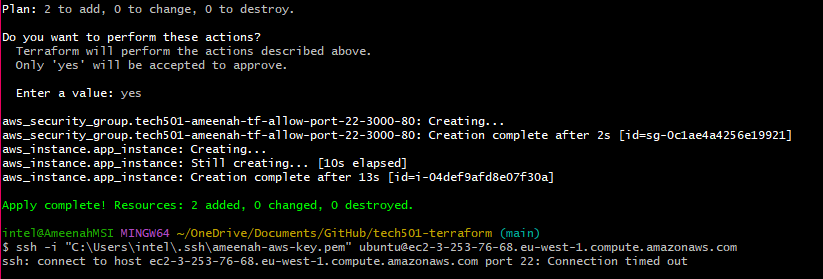 Plan: 2 to add, 0 to change, 0 to destroy.
Do you want to perform these actions?
Terraform will perform the actions described above.
Only 'yes' will be accepted to approve.
Enter a value: yes
aws_security_group.tech501-ameenah-tf-allow-port-22-3000-80: Creating...
aws_security_group.tech501-ameenah-tf-allow-port-22-3000-80: Creation complete after 2s [id=sg-0c1ae4a4256e19921]
aws_instance.app_instance: Creating...
aws_instance.app_instance: Still creating... [10s elapsed]
aws_instance.app_instance: Creation complete after 13s [id=i-04def9afd8e07f30a]
Apply complete! Resources: 2 added, 0 changed, 0 destroyed.
intel@AmeenahMSI MINGW64 ~/OneDrive/Documents/GitHub/tech501-terraform (main)
$ ssh -i "C:\Users\intel\.ssh\ameenah-aws-key.pem" ubuntu@ec2-3-253-76-68.eu-west-1.compute.amazonaws.com
ssh: connect to host ec2-3-253-76-68.eu-west-1.compute.amazonaws.com port 22: Connection timed out